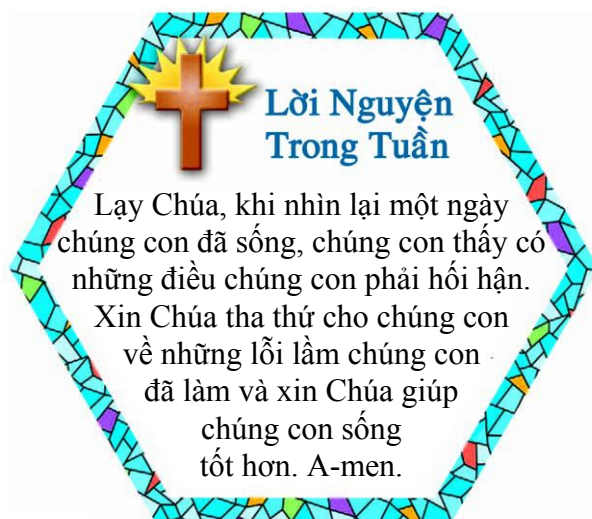 Lời Nguyện
Trong Tuần
Lạy Chúa, khi nhìn lại một ngày
chúng con đã sống, chúng con thấy có
những điều chúng con phải hối hận.
Xin Chúa tha thứ cho chúng con
về những lỗi lầm chúng con
đã làm và xin Chúa giúp
chúng con sống
tốt hơn. A-men.